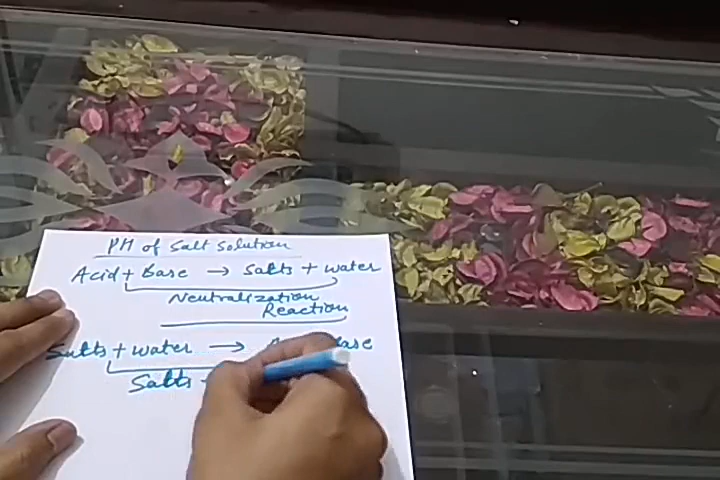 PH of Salt Solution
Acid + Base → Salts + water
Neutralization
Reaction
Salts + water →
Salts